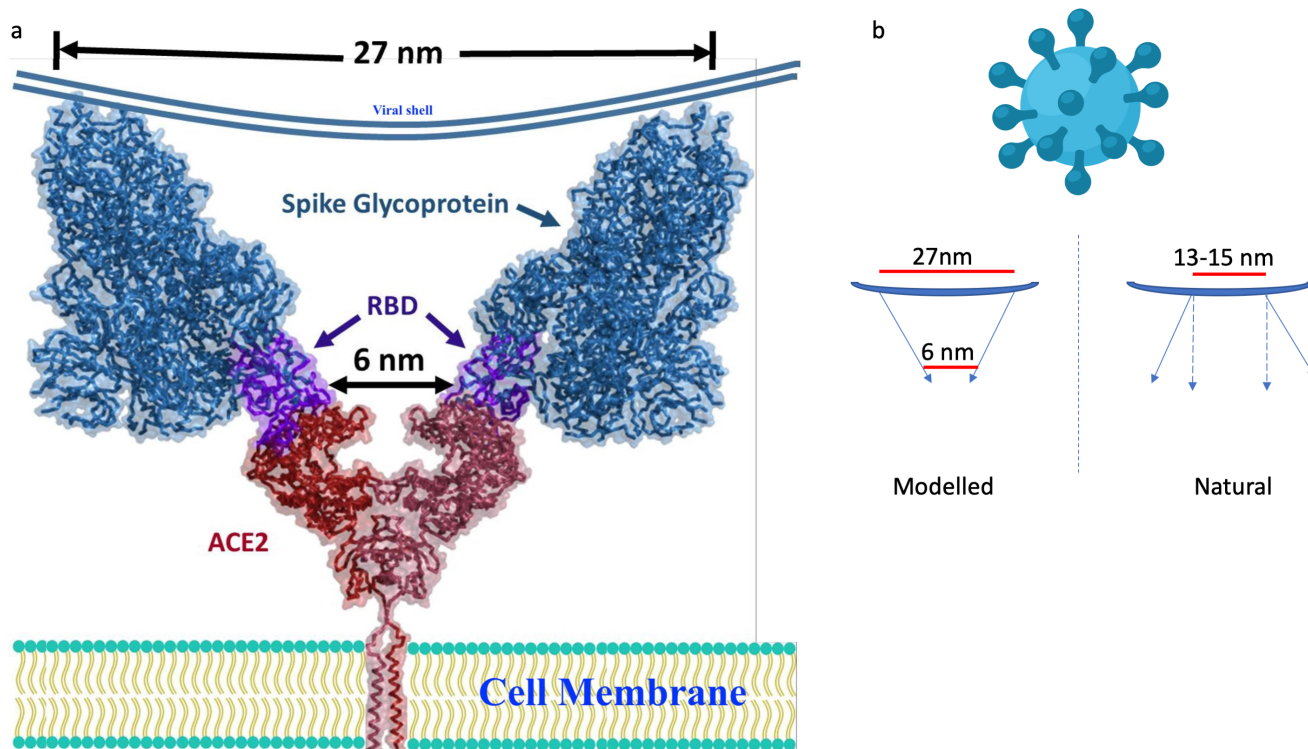 a
27 nm
Viral shell
Spike Glycoprotein
RBD
6 nm
ACE2
Cell Membrane
b
27nm
13-15 nm
6 nm
Modelled
Natural